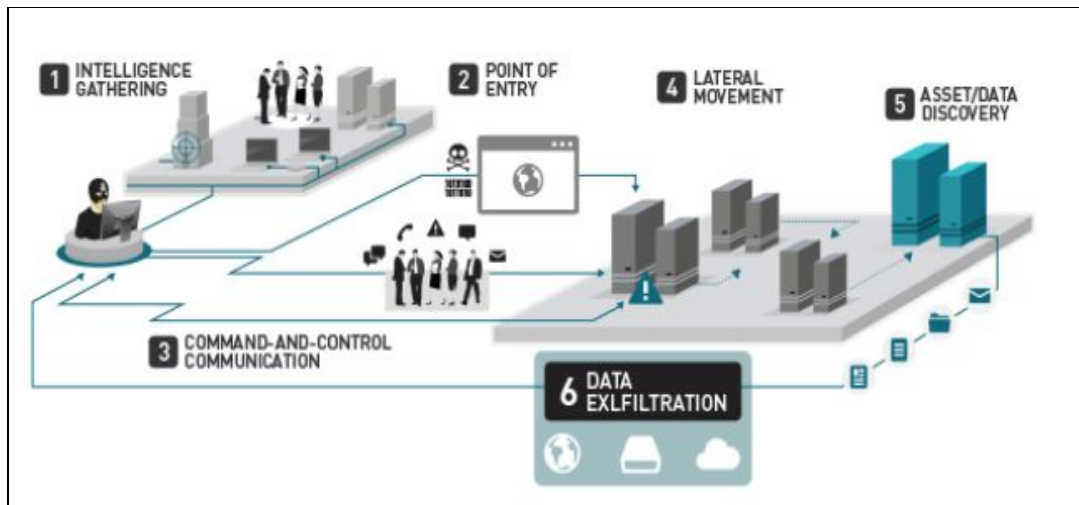 1 INTELLIGENCE
GATHERING
2 POINT OF
ENTRY
3 COMMAND-AND-CONTROL
COMMUNICATION
4 LATERAL
MOVEMENT
5 ASSET/DATA
DISCOVERY
6 DATA
EXLFILTRATION